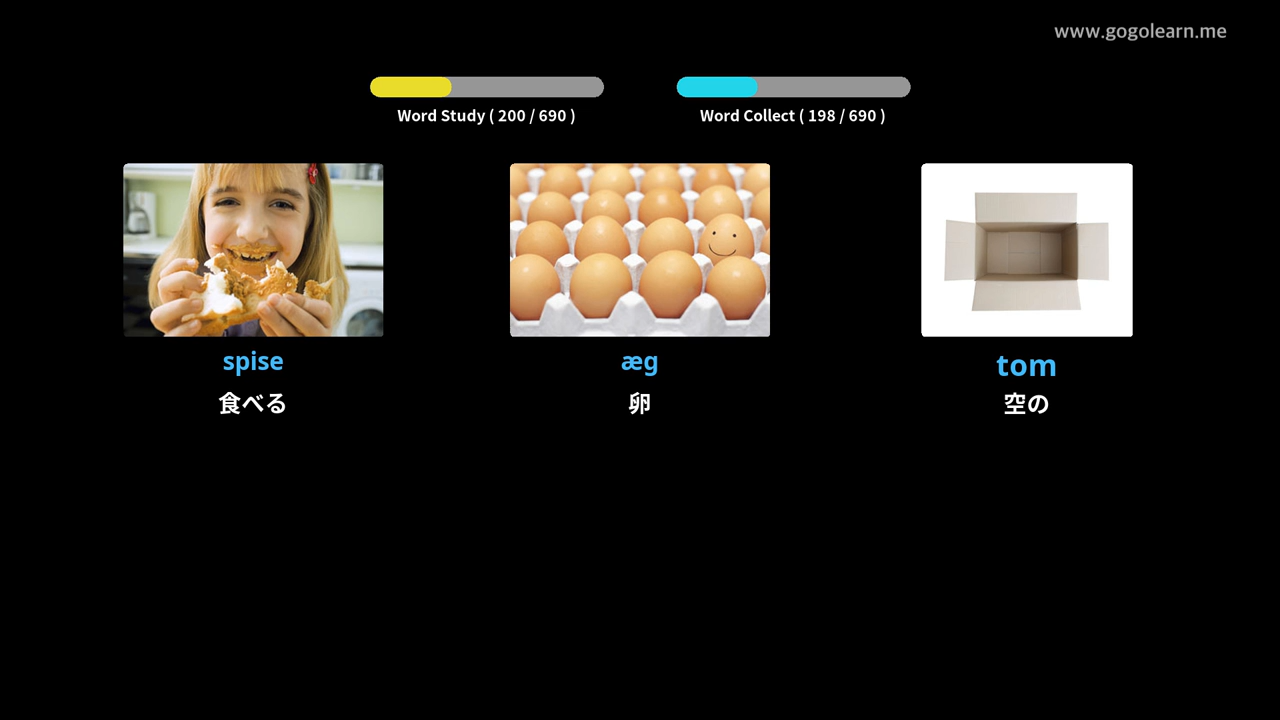 www.gogolearn.me
Word Study ( 200 / 690 )
Word Collect ( 198 / 690 )
spise
æg
tom
食べる
卵
空の